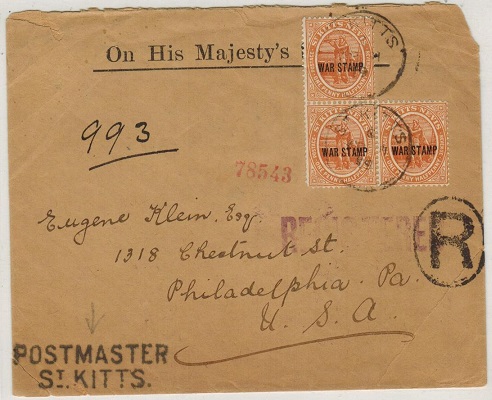 On His Majesty's
WAR STAMP
WAR STAMP
WAR STAMP
993
78543
REGISTERE
R
Eugene Klein, Esq.
1318 Chestnut St.
Philadelphia. Pa.
U. S. A.
POSTMASTER
ST. KITTS.